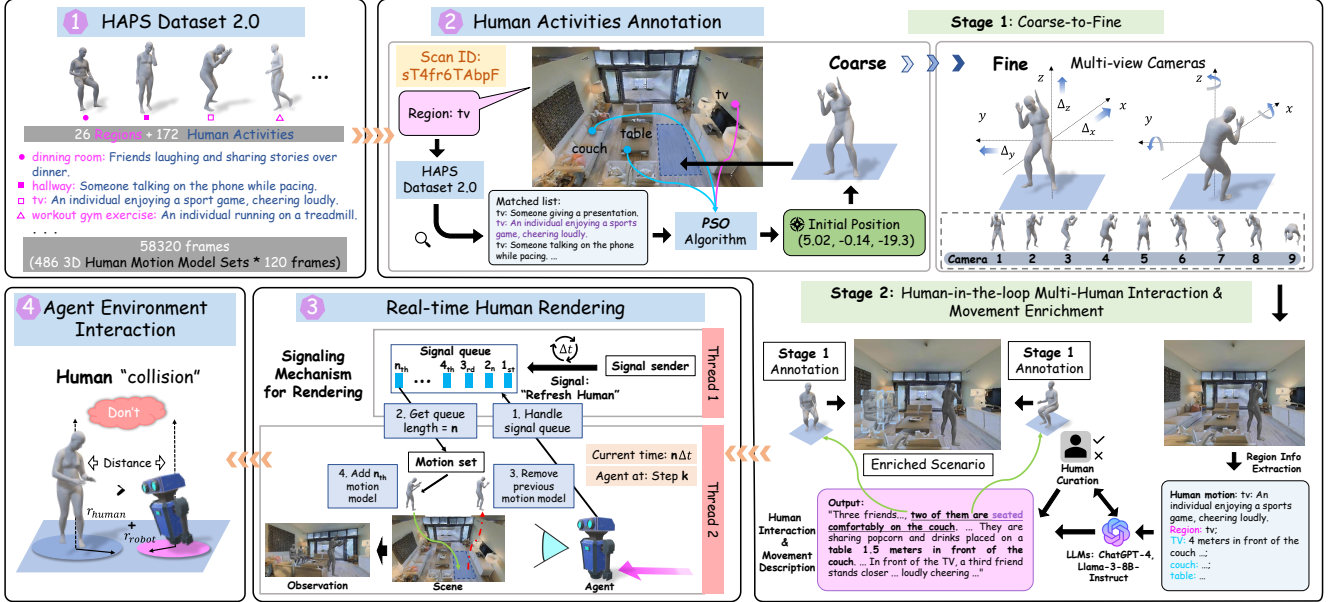 1 HAPS Dataset 2.0
...
26 Regions + 172 Human Activities
dinning room: Friends laughing and sharing stories over
dinner.
hallway: Someone talking on the phone while pacing.
tv: An individual enjoying a sport game, cheering loudly.
workout gym exercise: An individual running on a treadmill.
. . .
58320 frames
(486 3D Human Motion Model Sets * 120 frames)
2 Human Activities Annotation
Scan ID:
sT4fr6TAbpF
Region: tv
HAPS
Dataset 2.0
tv
table
couch
Matched list:
tv: Someone giving a presentation.
tv: An individual enjoying a sports
game, cheering loudly.
tv: Someone talking on the phone
while pacing. ...
PSO
Algorithm
Initial Position
(5.02, -0.14, -19.3)
Stage 1: Coarse-to-Fine
Coarse
Fine
Multi-view Cameras
z
x
y
Δz
Δx
Δy
z
x
y
Camera 1 2 3 4 5 6 7 8 9
Stage 2: Human-in-the-loop Multi-Human Interaction &
Movement Enrichment
Stage 1
Annotation
Stage 1
Annotation
Enriched Scenario
Human
Curation
Region Info
Extraction
Human
Interaction
&
Movement
Description
Output:
"Three friends..., two of them are seated
comfortably on the couch. ... They are
sharing popcorn and drinks placed on a
table 1.5 meters in front of the
couch. ... In front of the TV, a third friend
stands closer ... loudly cheering ..."
LLMs: ChatGPT-4,
Llama-3-8B-
Instruct
Human motion: tv: An
individual enjoying a sports
game, cheering loudly.
Region: tv;
TV: 4 meters in front of the
couch ...;
couch: ...;
table: ...
3 Real-time Human Rendering
Signaling
Mechanism
for Rendering
Signal queue
nth ... 4th 3rd 2n 1st
Δt
Signal sender
Signal:
"Refresh Human"
Thread 1
2. Get queue
length = n
1. Handle
signal queue
Motion set
4. Add nth
motion
model
3. Remove
previous
motion model
Current time: nΔt
Agent at: Step k
Thread 2
Observation
Scene
Agent
4 Agent Environment
Interaction
Human "collision"
Don't
Distance
>
rhuman
+
rrobot